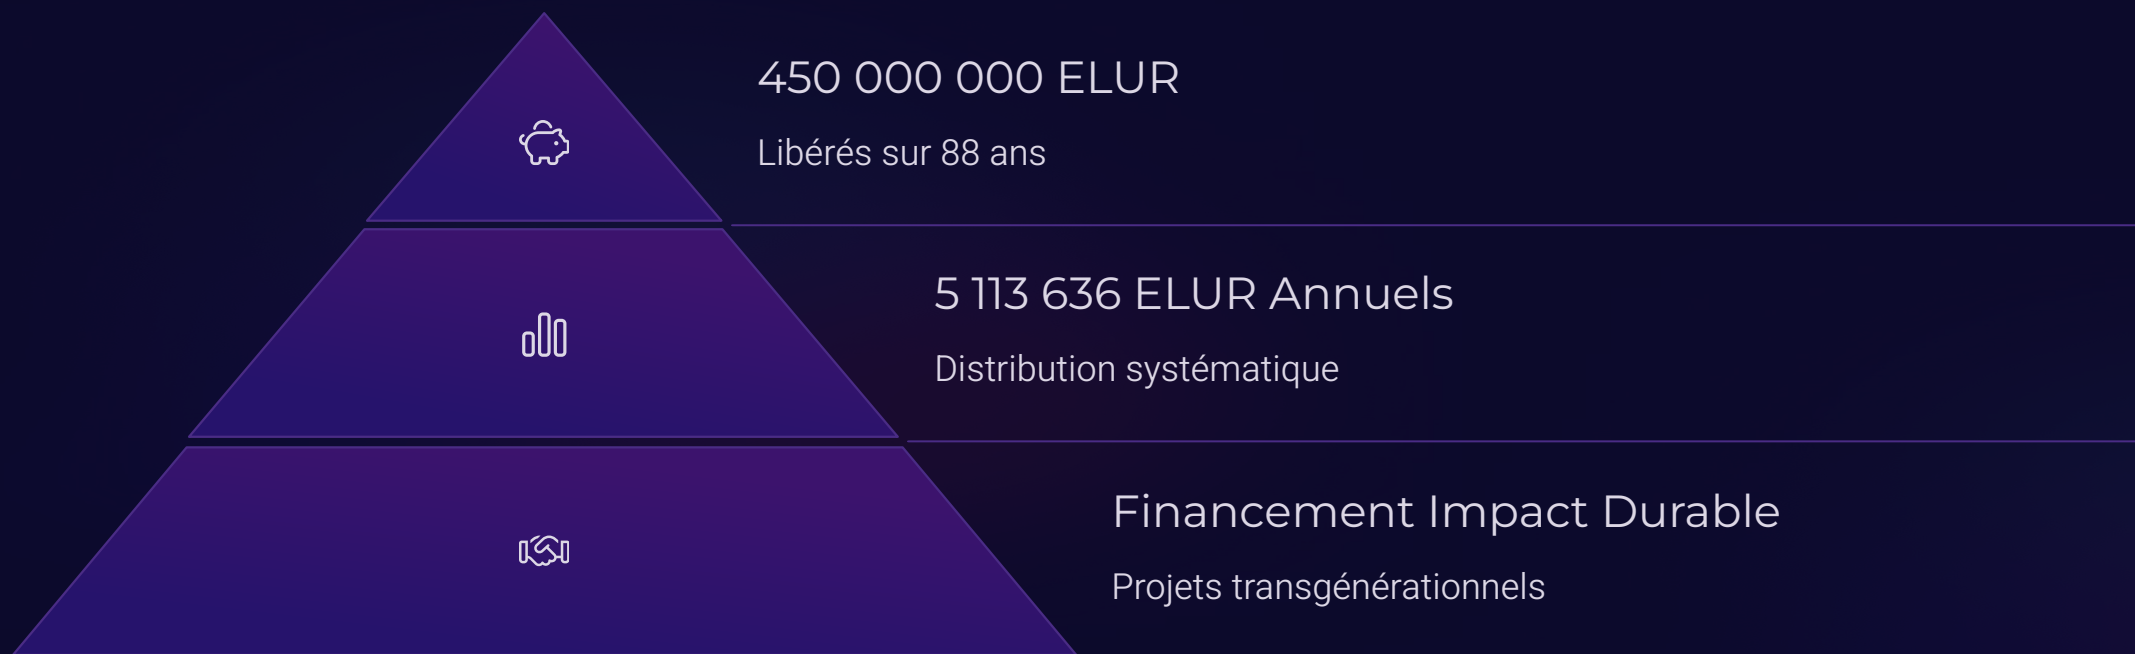 450 000 000 ELUR
Libérés sur 88 ans
5 113 636 ELUR Annuels
Distribution systématique
Financement Impact Durable
Projets transgénérationnels